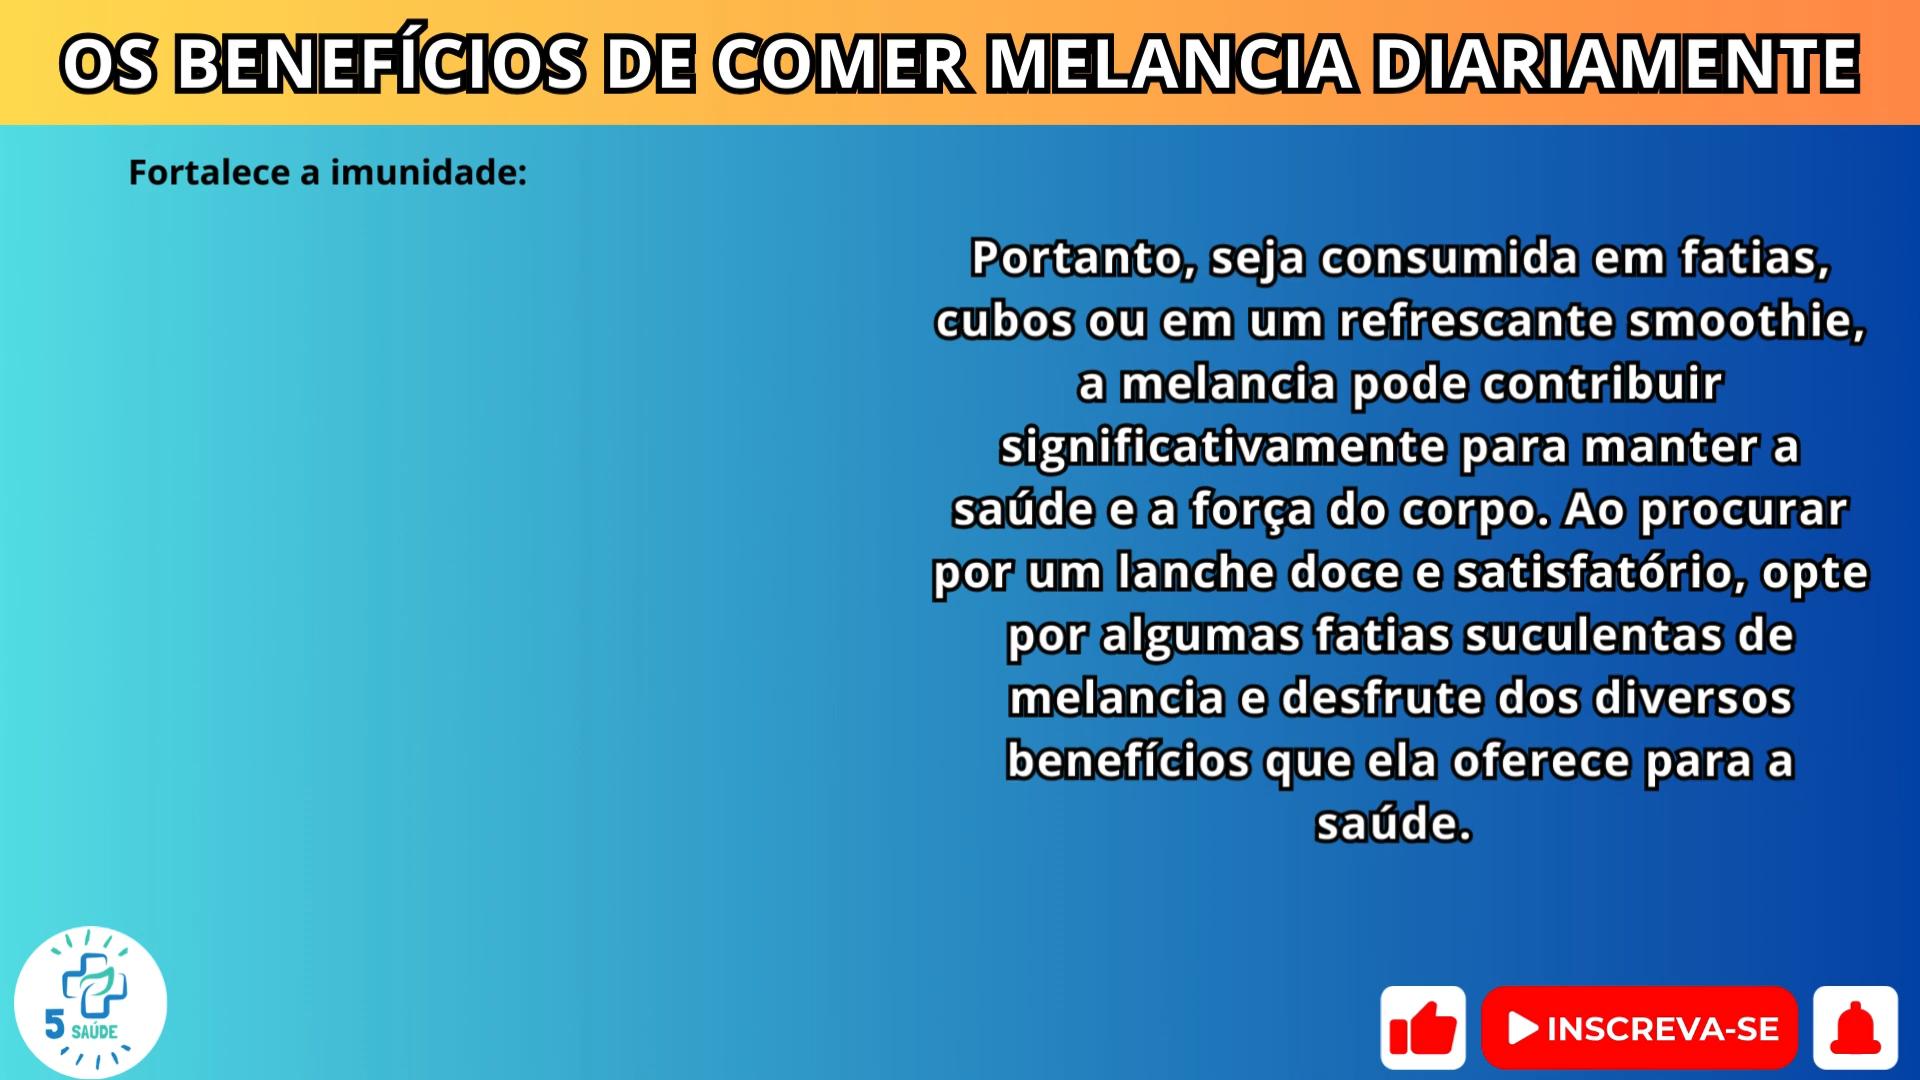 OS BENEFÍCIOS DE COMER MELANCIA DIARIAMENTE
Fortalece a imunidade:
Portanto, seja consumida em fatias,
cubos ou em um refrescante smoothie,
a melancia pode contribuir
significativamente para manter a
saúde e a força do corpo. Ao procurar
por um lanche doce e satisfatório, opte
por algumas fatias suculentas de
melancia e desfrute dos diversos
benefícios que ela oferece para a
saúde.
5 SAÚDE
INSCREVA-SE